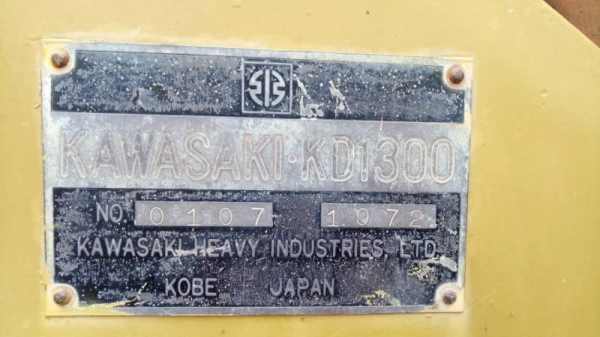 KAWASAKI·KD1300
NO. 0107 1972
KAWASAKI HEAVY INDUSTRIES, LTD.
KOBE JAPAN